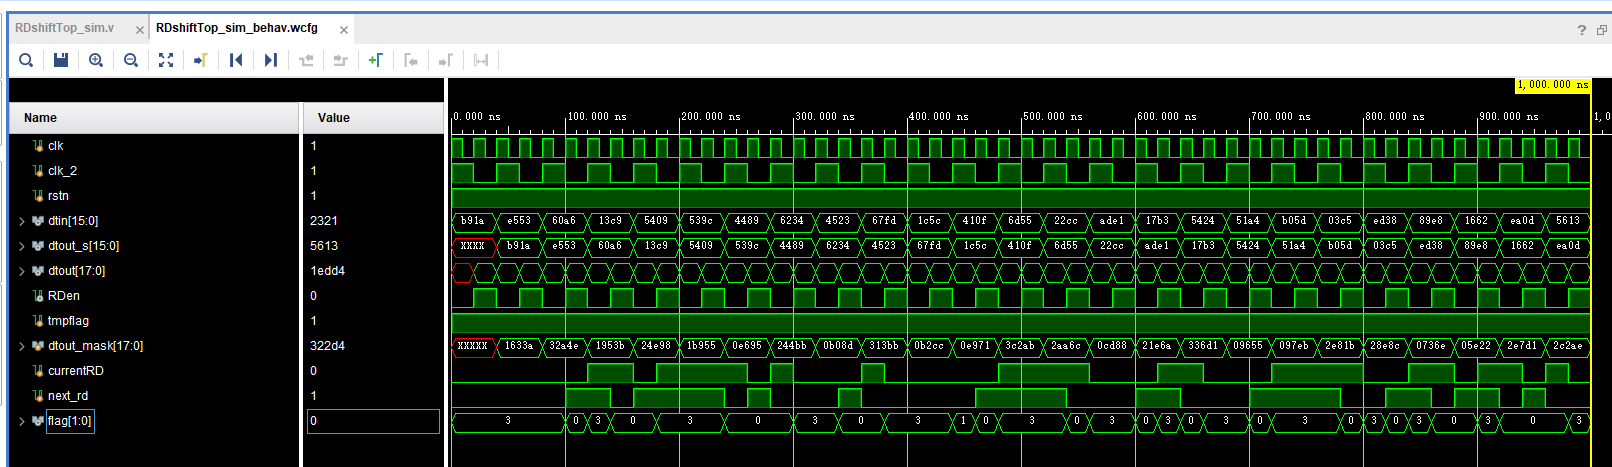 RDshiftTop_sim.v × RDshiftTop_sim_behav.wcfg ×
?
1,000.000 ns
Name Value
0.000 ns 100.000 ns 200.000 ns 300.000 ns 400.000 ns 500.000 ns 600.000 ns 700.000 ns 800.000 ns 900.000 ns 1,0
clk 1
clk_2 1
rstn 1
dtin[15:0] 2321 b91a e553 60a6 13c9 5409 539c 4489 6234 4523 67fd 1c5c 410f 6d55 22cc ade1 17b3 5424 51a4 b05d 03c5 ed38 89e8 1662 ea0d 5613
dtout_s[15:0] 5613 XXXX b91a e553 60a6 13c9 5409 539c 4489 6234 4523 67fd 1c5c 410f 6d55 22cc ade1 17b3 5424 51a4 b05d 03c5 ed38 89e8 1662 ea0d
dtout[17:0] 1edd4
RDen 0
tmpflag 1
dtout_mask[17:0] 322d4 XXXXX 1633a 32a4e 1953b 24e98 1b955 0e695 244bb 0b08d 313bb 0b2cc 0e971 3c2ab 2aa6c 0cd88 21e6a 336d1 09655 097eb 2e81b 28e8c 0736e 05e22 2e7d1 2c2ae
currentRD 0
next_rd 1
flag[1:0] 0 3 0 3 0 3 0 3 0 3 1 0 3 0 3 0 3 0 3 0 3 0 3 0 3 0 3 0 3